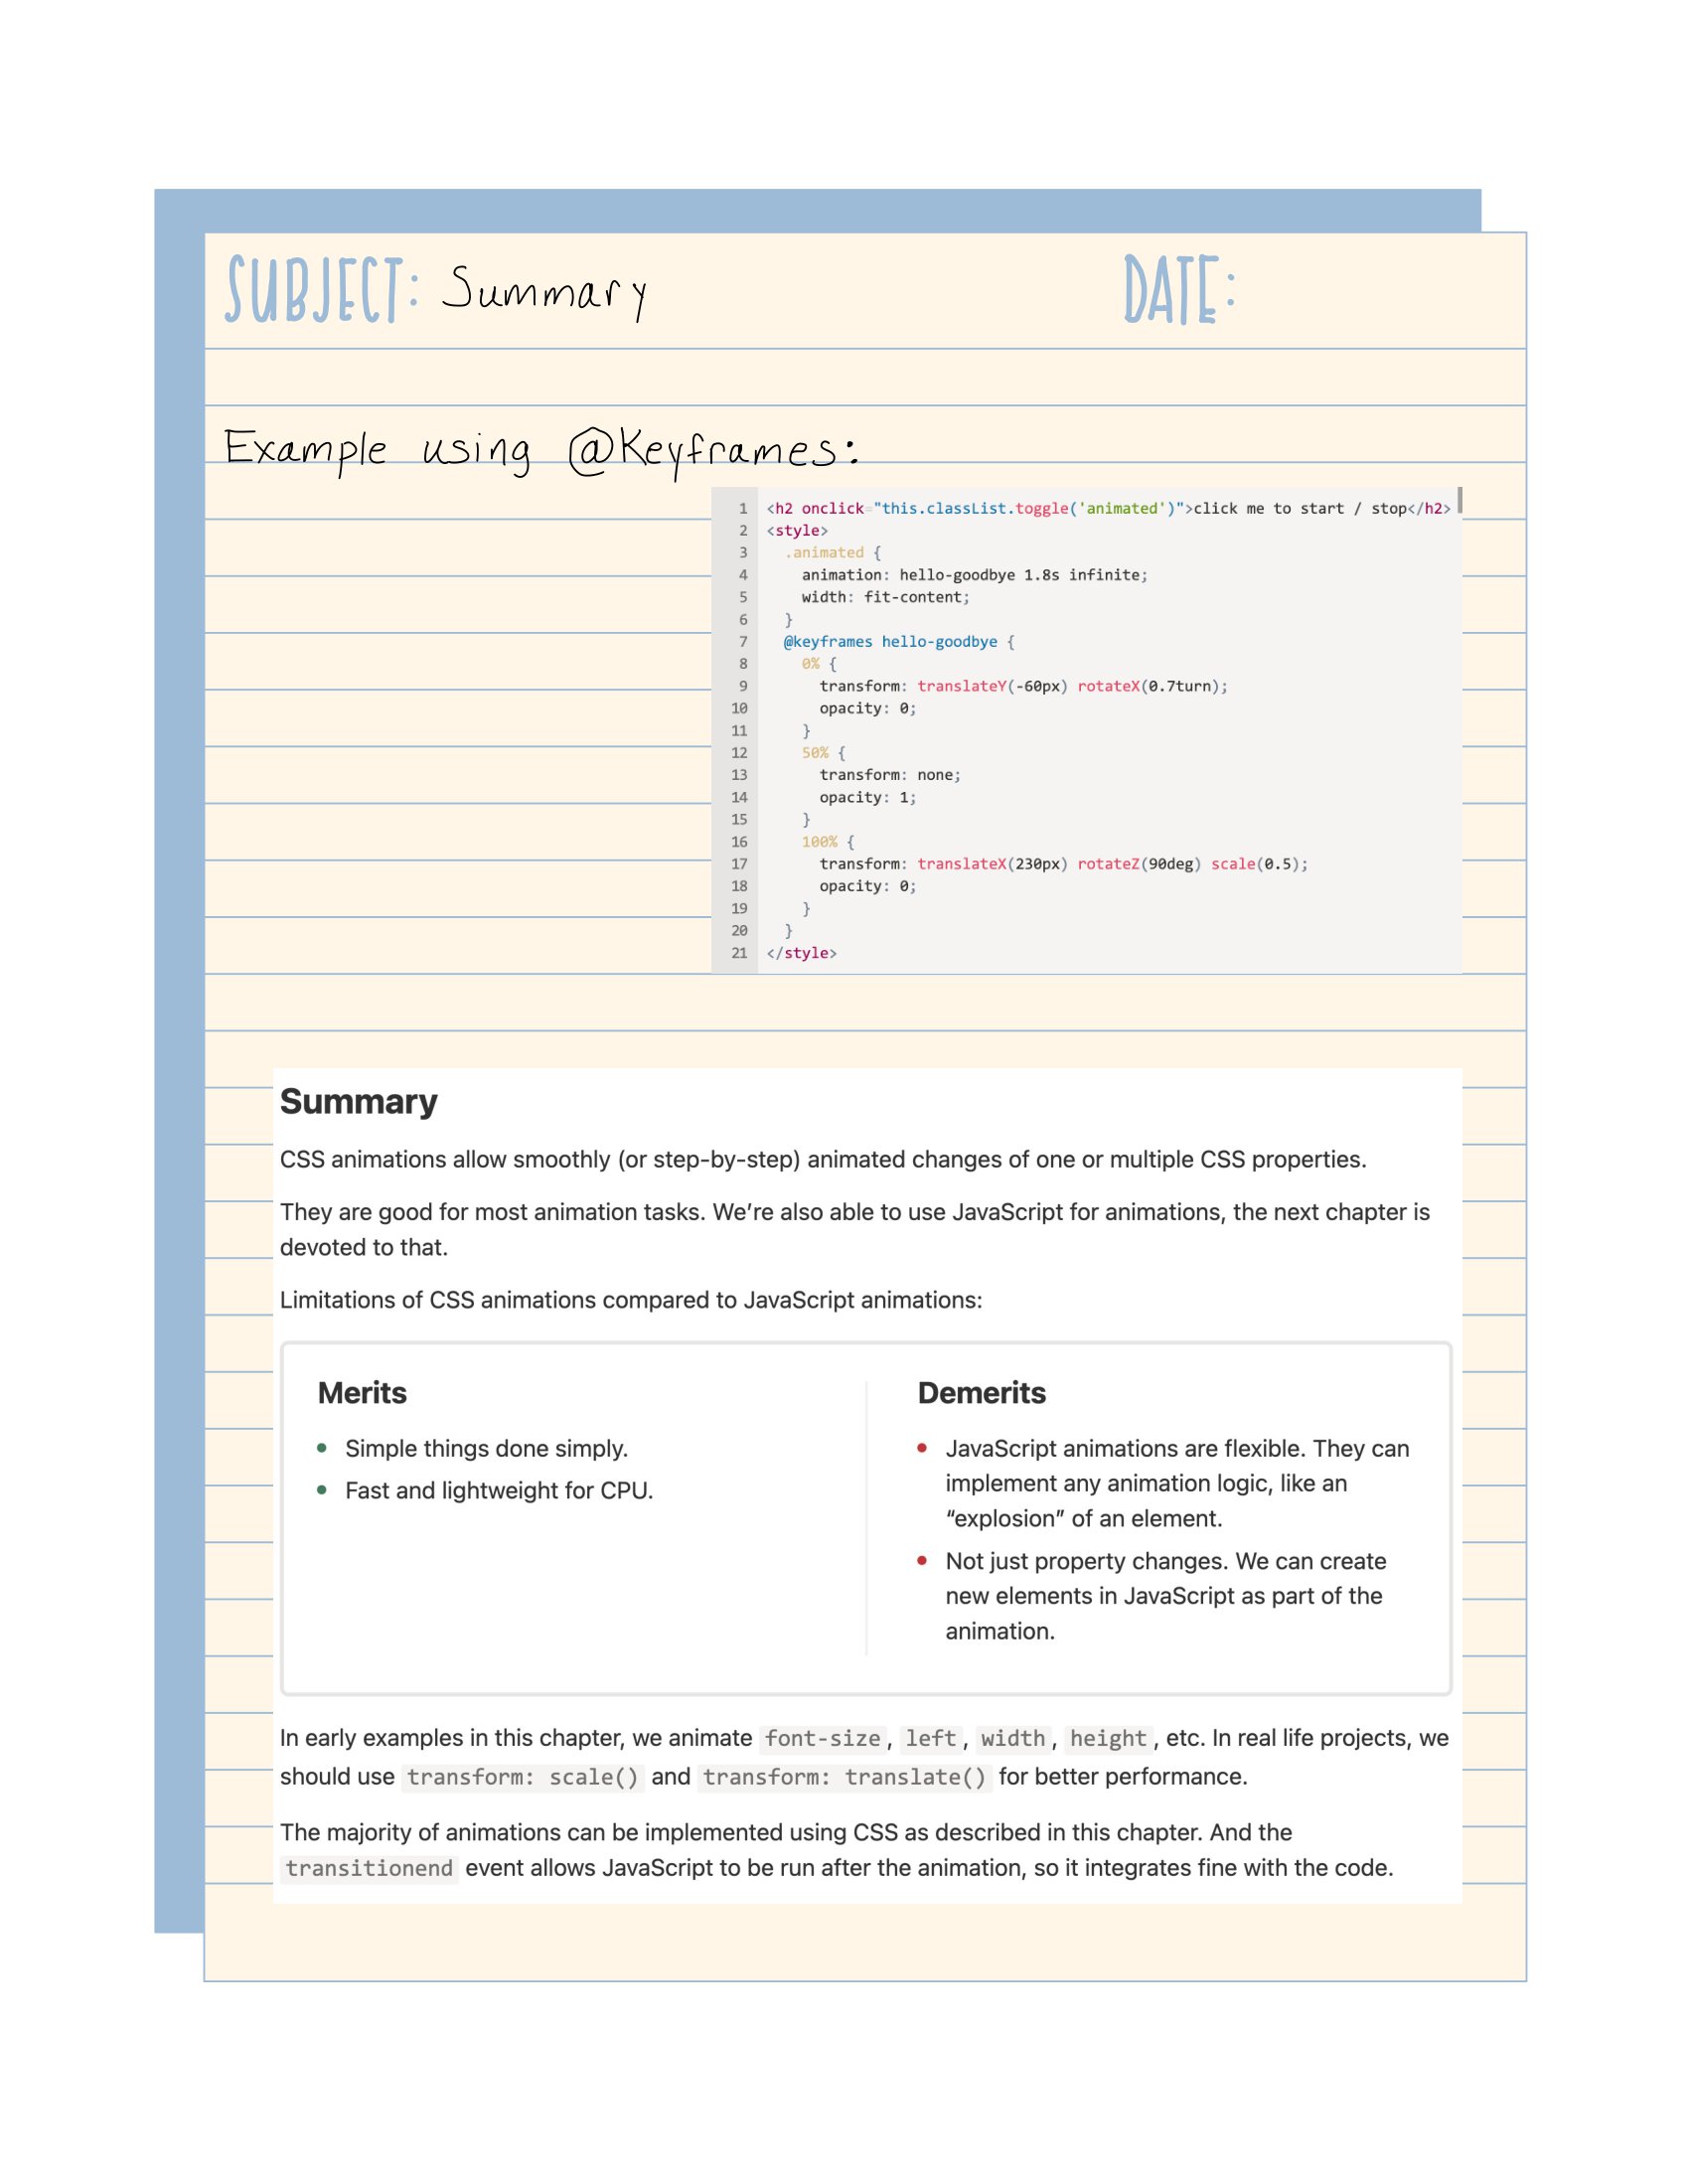 SUBJECT: Summary DATE:
Example using @Keyframes:
1 <h2 onclick="this.classList.toggle('animated')">click me to start / stop</h2>
2 <style>
3   .animated {
4     animation: hello-goodbye 1.8s infinite;
5     width: fit-content;
6   }
7   @keyframes hello-goodbye {
8     0% {
9       transform: translateY(-60px) rotateX(0.7turn);
10       opacity: 0;
11     }
12     50% {
13       transform: none;
14       opacity: 1;
15     }
16     100% {
17       transform: translateX(230px) rotateZ(90deg) scale(0.5);
18       opacity: 0;
19     }
20   }
21 </style>
Summary
CSS animations allow smoothly (or step-by-step) animated changes of one or multiple CSS properties.
They are good for most animation tasks. We’re also able to use JavaScript for animations, the next chapter is
devoted to that.
Limitations of CSS animations compared to JavaScript animations:
Merits
• Simple things done simply.
• Fast and lightweight for CPU.
Demerits
• JavaScript animations are flexible. They can
implement any animation logic, like an
“explosion” of an element.
• Not just property changes. We can create
new elements in JavaScript as part of the
animation.
In early examples in this chapter, we animate font-size, left, width, height, etc. In real life projects, we
should use transform: scale() and transform: translate() for better performance.
The majority of animations can be implemented using CSS as described in this chapter. And the
transitionend event allows JavaScript to be run after the animation, so it integrates fine with the code.